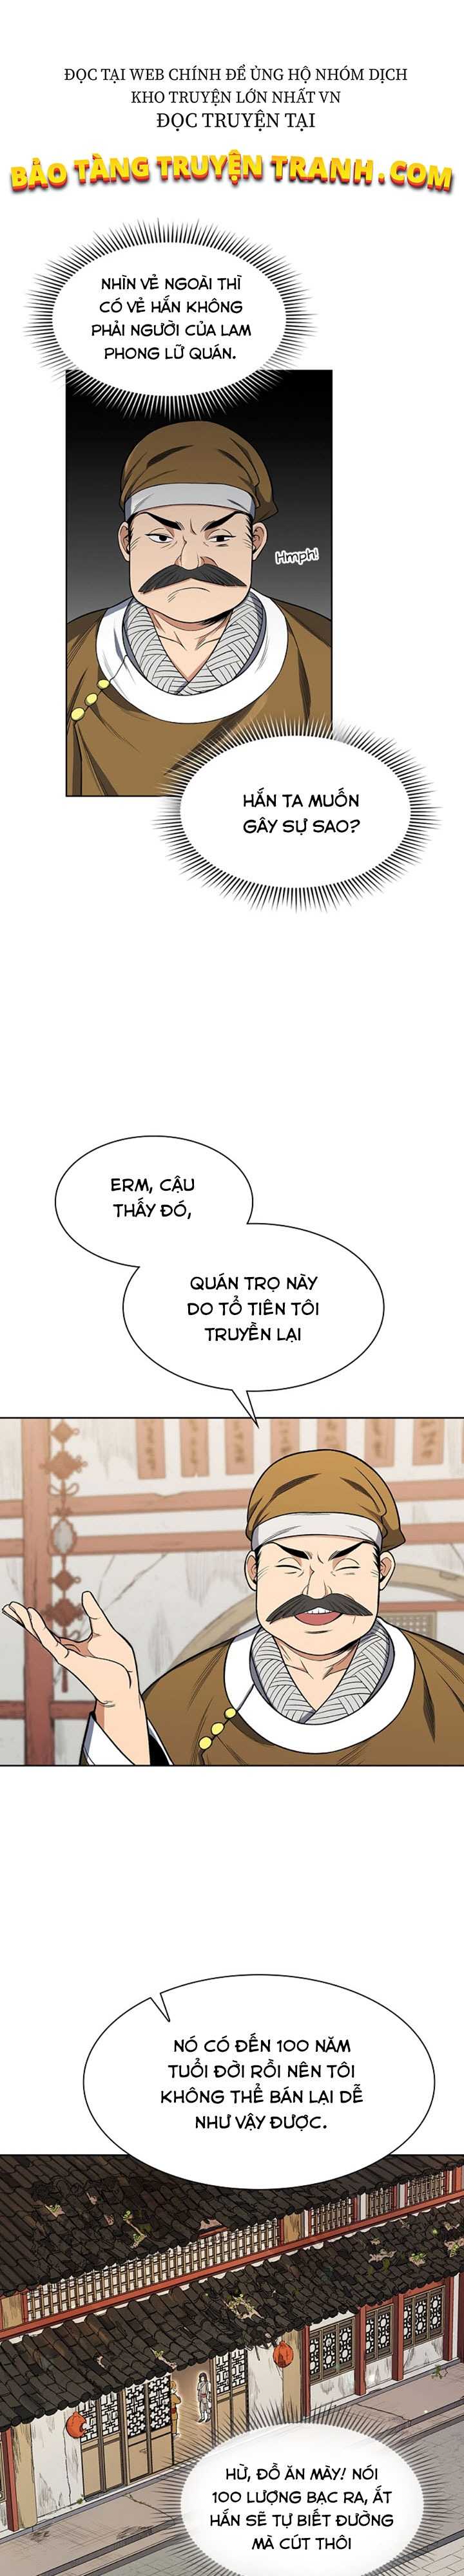 ĐỌC TẠI WEB CHÍNH ĐỂ ỦNG HỘ NHÓM DỊCH
KHO TRUYỆN LỚN NHẤT VN
ĐỌC TRUYỆN TẠI
BẢO TÀNG TRUYỆN TRANH.COM
NHÌN VẺ NGOÀI THÌ
CÓ VẺ HẮN KHÔNG
PHẢI NGƯỜI CỦA LAM
PHONG LỮ QUÁN.
Hmph!
HẮN TA MUỐN
GÂY SỰ SAO?
ERM, CẬU
THẤY ĐÓ,
QUÁN TRỌ NÀY
DO TỔ TIÊN TÔI
TRUYỀN LẠI
NÓ CÓ ĐẾN 100 NĂM
TUỔI ĐỜI RỒI NÊN TÔI
KHÔNG THỂ BÁN LẠI DỄ
NHƯ VẬY ĐƯỢC.
HỪ, ĐỒ ĂN MÀY! NÓI
100 LƯỢNG BẠC RA, ẮT
HẮN SẼ TỰ BIẾT ĐƯỜNG
MÀ CÚT THÔI